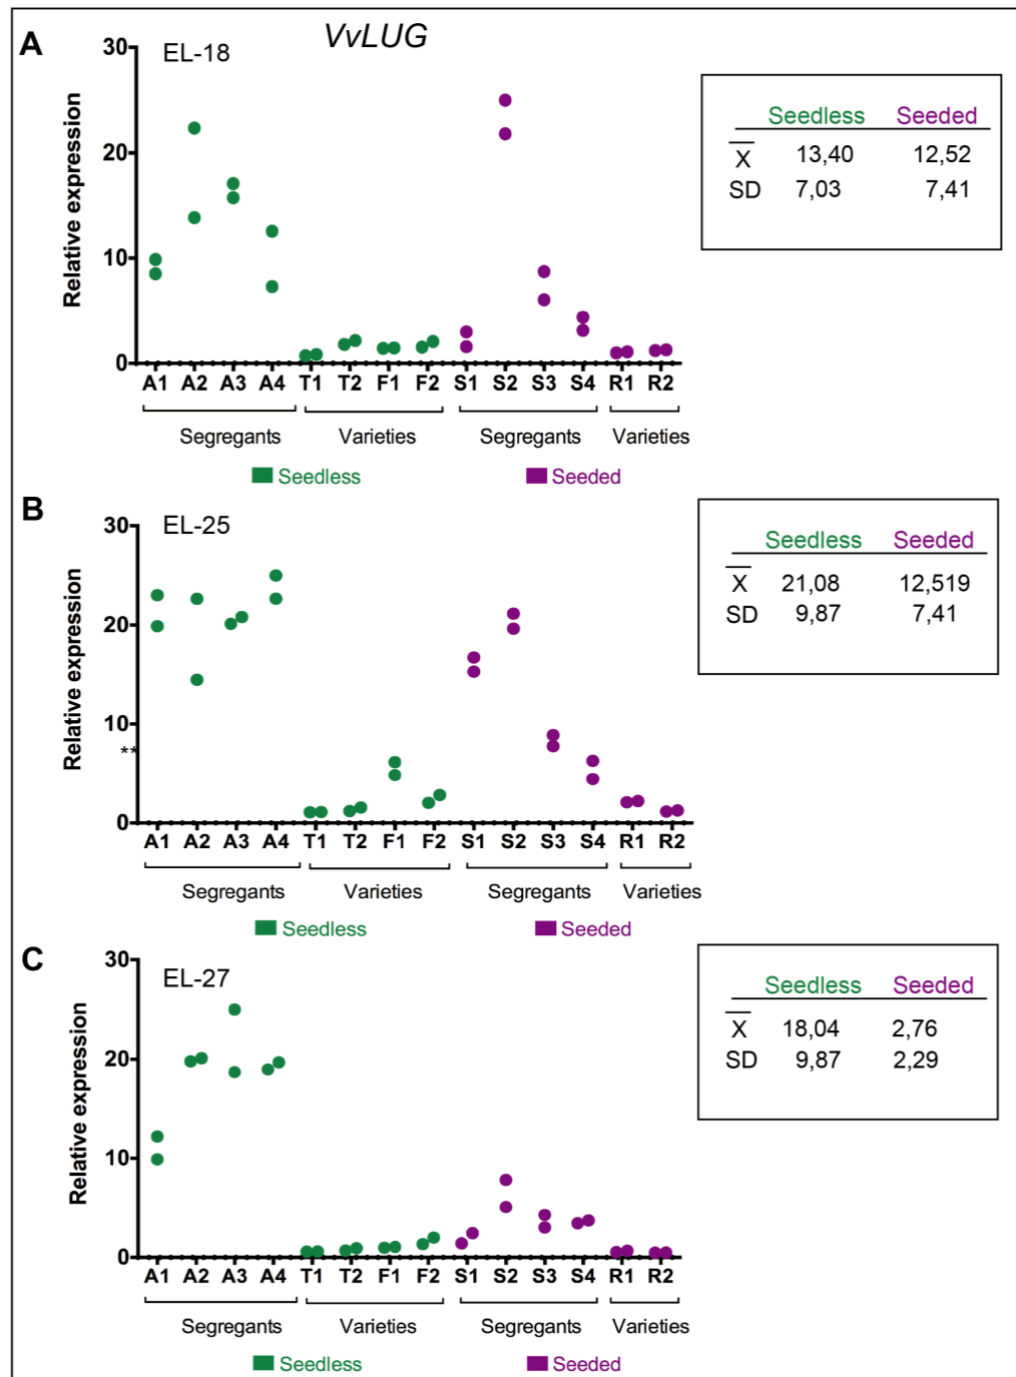 A
VvLUG
EL-18
30
20
10
0
Relative expression
A1 A2 A3 A4 T1 T2 F1 F2 S1 S2 S3 S4 R1 R2
Segregants Varieties Segregants Varieties
Seedless Seeded
Seedless Seeded
X 13,40 12,52
SD 7,03 7,41
B
EL-25
30
20
10
0
**
Relative expression
A1 A2 A3 A4 T1 T2 F1 F2 S1 S2 S3 S4 R1 R2
Segregants Varieties Segregants Varieties
Seedless Seeded
Seedless Seeded
X 21,08 12,519
SD 9,87 7,41
C
EL-27
30
20
10
0
Relative expression
A1 A2 A3 A4 T1 T2 F1 F2 S1 S2 S3 S4 R1 R2
Segregants Varieties Segregants Varieties
Seedless Seeded
Seedless Seeded
X 18,04 2,76
SD 9,87 2,29